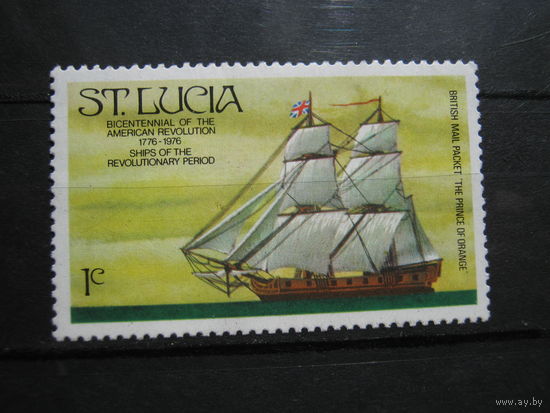 ST. LUCIA
BICENTENNIAL OF THE
AMERICAN REVOLUTION
1776-1976
SHIPS OF THE
REVOLUTIONARY PERIOD
BRITISH MAIL PACKET "THE PRINCE OF ORANGE"
1c
https://www.ay.by